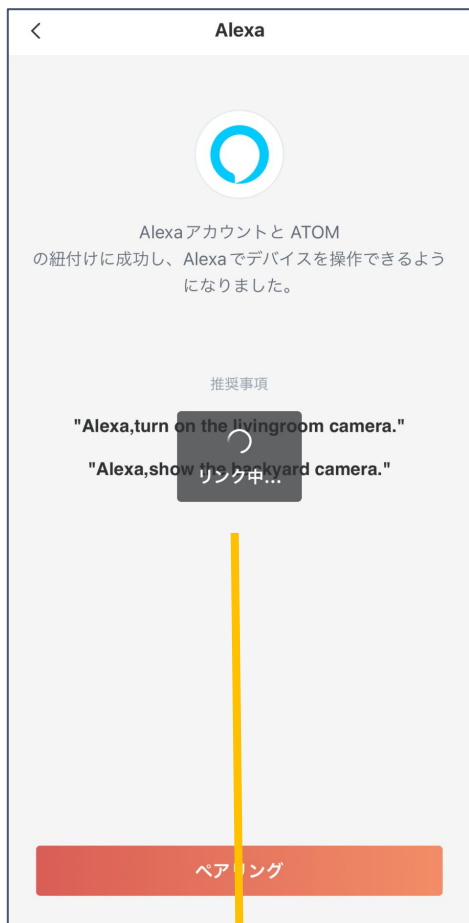 Alexa
Alexaアカウントと ATOM
の紐付けに成功し、Alexaでデバイスを操作できるよう
になりました。
推奨事項
"Alexa,turn on the livingroom camera."
"Alexa,show the backyard camera."
リンク中...
ペアリング